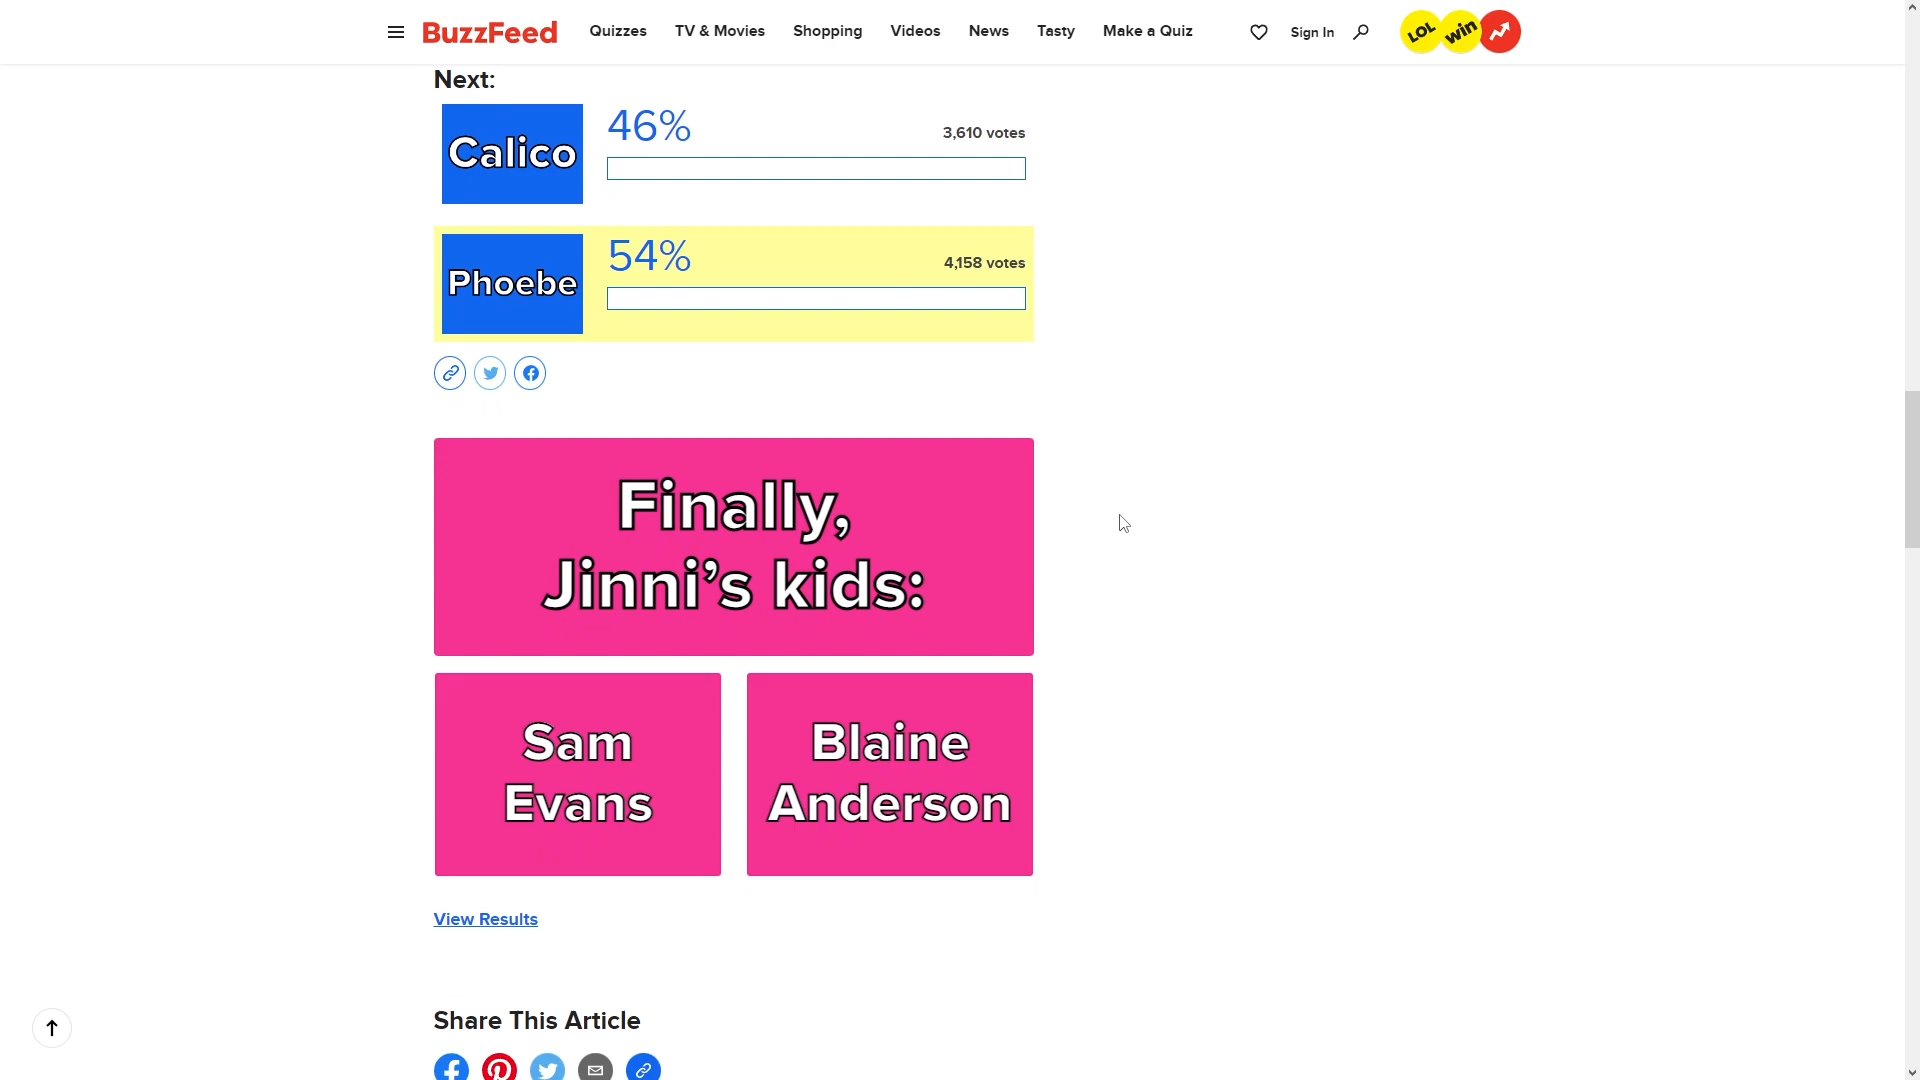 BuzzFeed
Quizzes
TV & Movies
Shopping
Videos
News
Tasty
Make a Quiz
Sign In
LOL
win
Next:
Calico
46%
3,610 votes
Phoebe
54%
4,158 votes
Finally,
Jinni's kids:
Sam
Evans
Blaine
Anderson
View Results
Share This Article